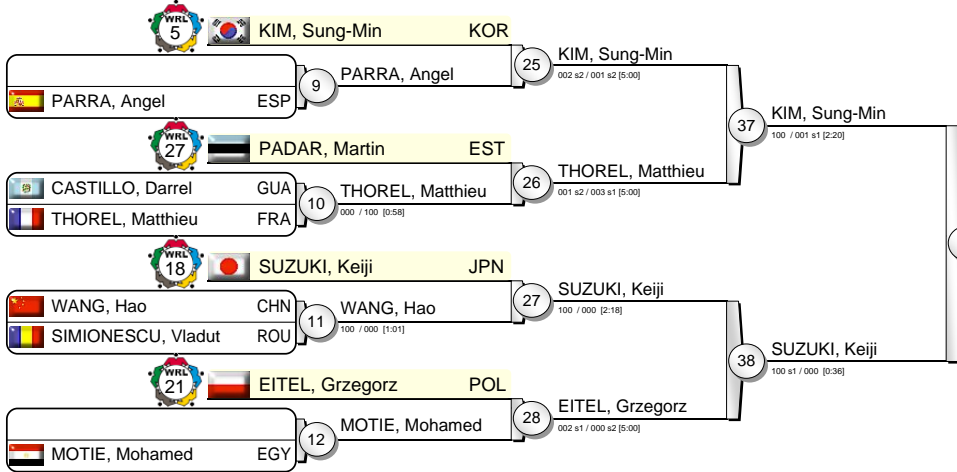 WRL
5
KIM, Sung-Min KOR
PARRA, Angel ESP
9
PARRA, Angel
25
KIM, Sung-Min
002 s2 / 001 s2 [5:00]
WRL
27
PADAR, Martin EST
CASTILLO, Darrel GUA
THOREL, Matthieu FRA
10
THOREL, Matthieu
000 / 100 [0:58]
26
THOREL, Matthieu
001 s2 / 003 s1 [5:00]
37
KIM, Sung-Min
100 / 001 s1 [2:20]
WRL
18
SUZUKI, Keiji JPN
WANG, Hao CHN
SIMIONESCU, Vladut ROU
11
WANG, Hao
100 / 000 [1:01]
27
SUZUKI, Keiji
100 / 000 [2:18]
WRL
21
EITEL, Grzegorz POL
MOTIE, Mohamed EGY
12
MOTIE, Mohamed
28
EITEL, Grzegorz
002 s1 / 000 s2 [5:00]
38
SUZUKI, Keiji
100 s1 / 000 [0:36]